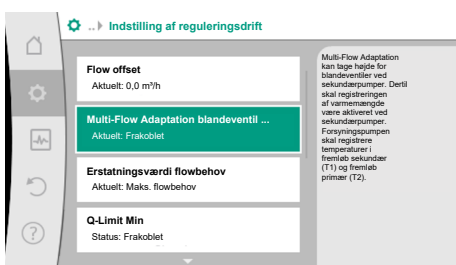 ..▸ Indstilling af reguleringsdrift
Flow offset
Aktuelt: 0,0 m³/h
Multi-Flow Adaptation blandeventil ...
Aktuelt: Frakoblet
Erstatningsværdi flowbehov
Aktuelt: Maks. flowbehov
Q-Limit Min
Status: Frakoblet
Multi-Flow Adaptation
kan tage højde for
blandeventiler ved
sekundærpumper. Dertil
skal registreringen
af varmemængde
være aktiveret ved
sekundærpumper.
Forsyningspumpen
skal registrere
temperaturer i
fremløb sekundær
(T1) og fremløb
primær (T2).